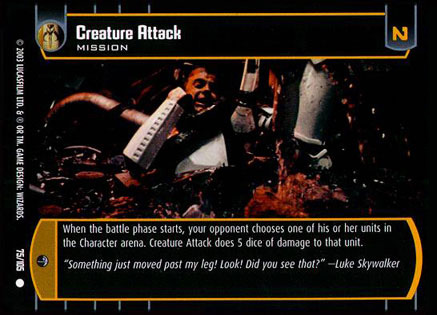 Creature Attack
MISSION
N
When the battle phase starts, your opponent chooses one of his or her units in
the Character arena. Creature Attack does 5 dice of damage to that unit.
“Something just moved past my leg! Look! Did you see that?” –Luke Skywalker
© 2003 LUCASFILM LTD. & ® OR TM. GAME DESIGN: WIZARDS.
75/105